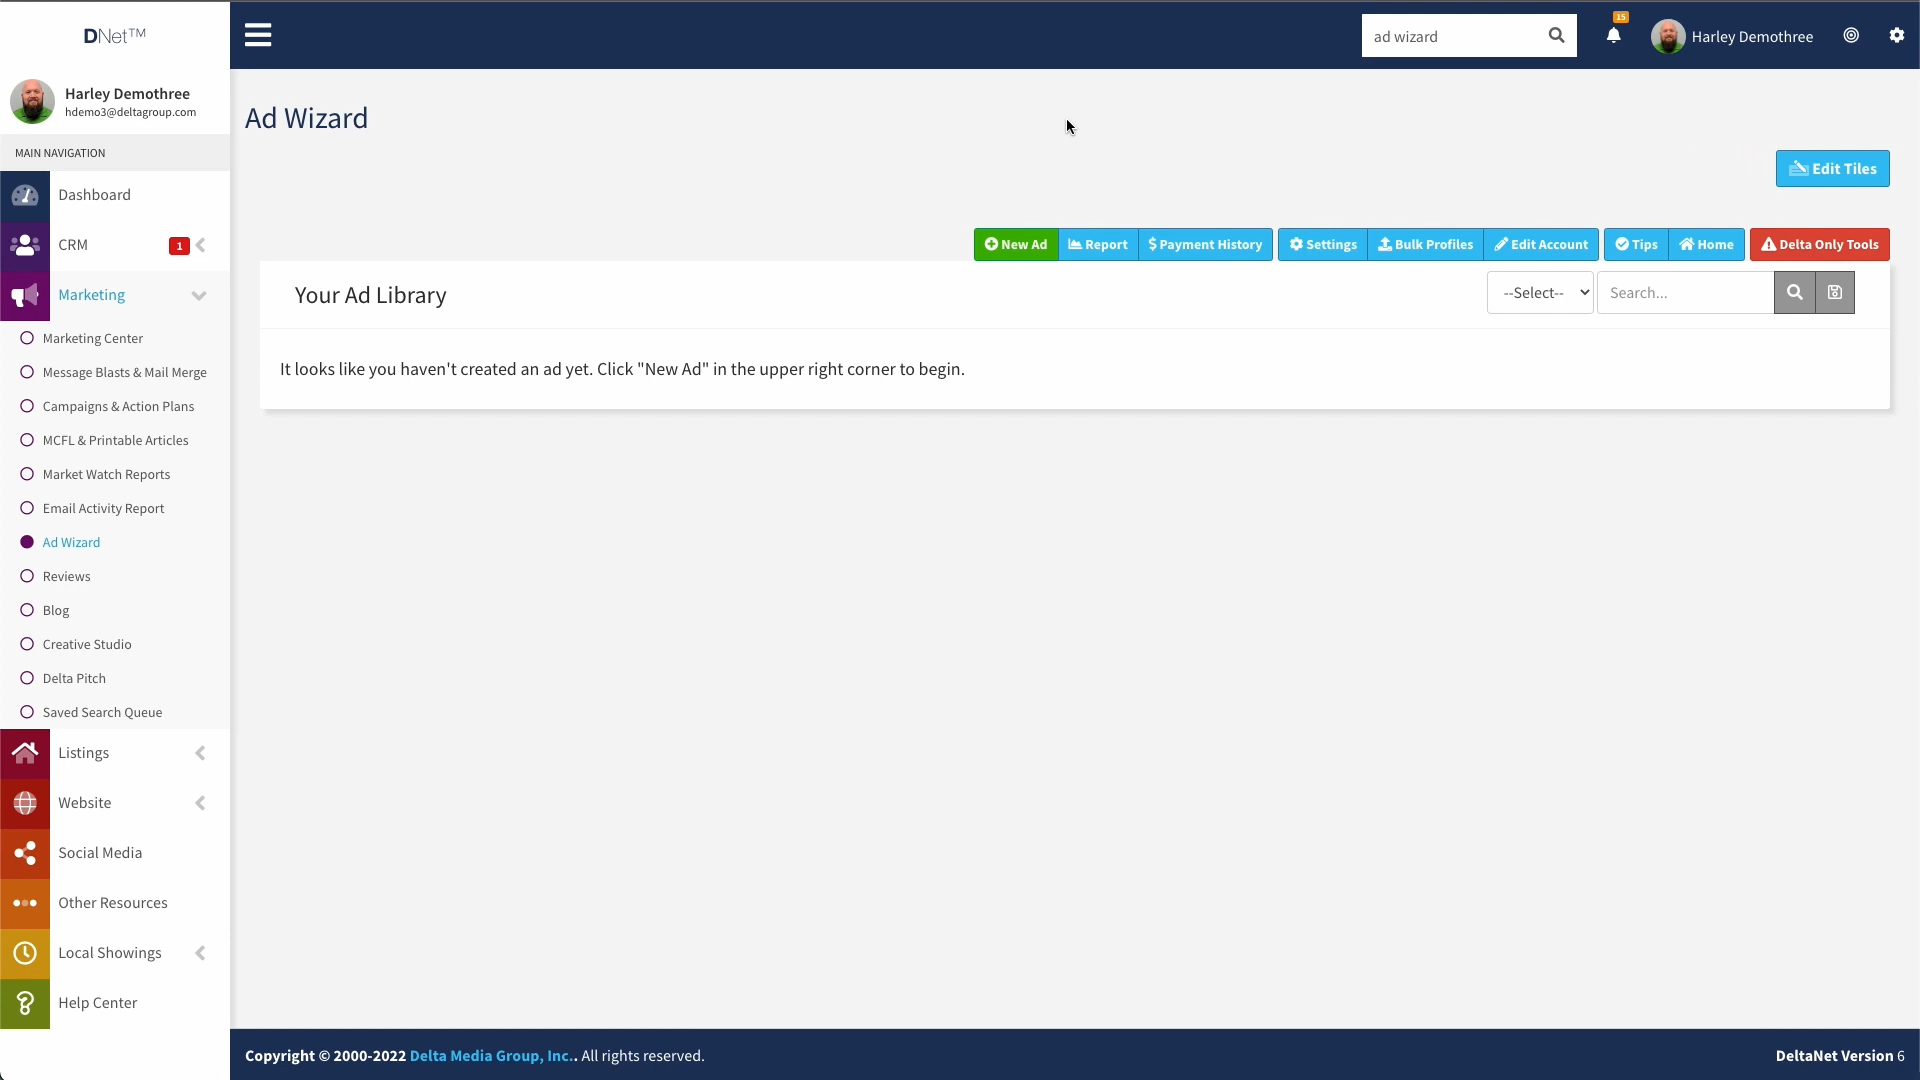 DNet™
ad wizard
15
Harley Demothree
Harley Demothree
hdemo3@deltagroup.com
MAIN NAVIGATION
Dashboard
CRM
1
Marketing
Marketing Center
Message Blasts & Mail Merge
Campaigns & Action Plans
MCFL & Printable Articles
Market Watch Reports
Email Activity Report
Ad Wizard
Reviews
Blog
Creative Studio
Delta Pitch
Saved Search Queue
Listings
Website
Social Media
Other Resources
Local Showings
Help Center
Ad Wizard
Edit Tiles
New Ad
Report
$ Payment History
Settings
Bulk Profiles
Edit Account
Tips
Home
Delta Only Tools
Your Ad Library
--Select--
Search...
It looks like you haven't created an ad yet. Click "New Ad" in the upper right corner to begin.
Copyright © 2000-2022 Delta Media Group, Inc.. All rights reserved.
DeltaNet Version 6